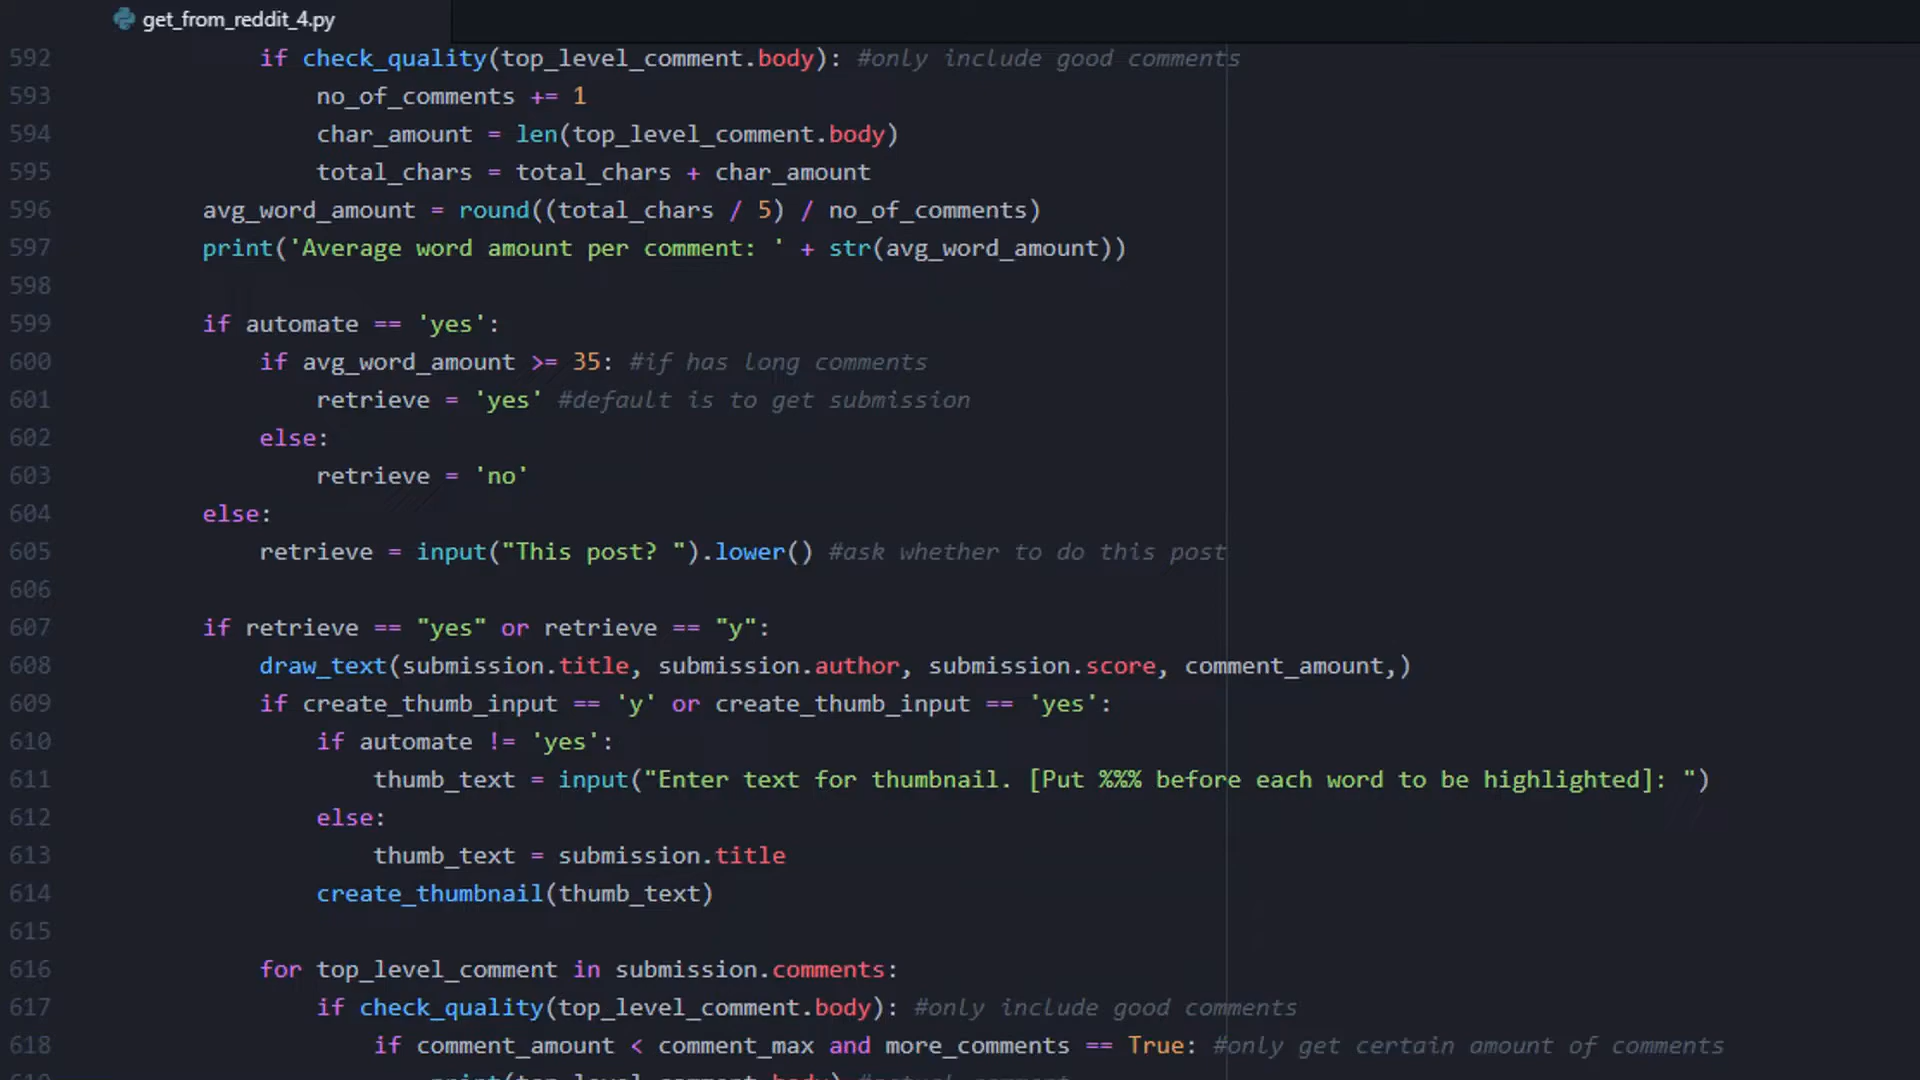 get_from_reddit_4.py
592 if check_quality(top_level_comment.body): #only include good comments
593 no_of_comments += 1
594 char_amount = len(top_level_comment.body)
595 total_chars = total_chars + char_amount
596 avg_word_amount = round((total_chars / 5) / no_of_comments)
597 print('Average word amount per comment: ' + str(avg_word_amount))
598
599 if automate == 'yes':
600 if avg_word_amount >= 35: #if has long comments
601 retrieve = 'yes' #default is to get submission
602 else:
603 retrieve = 'no'
604 else:
605 retrieve = input("This post? ").lower() #ask whether to do this post
606
607 if retrieve == "yes" or retrieve == "y":
608 draw_text(submission.title, submission.author, submission.score, comment_amount,)
609 if create_thumb_input == 'y' or create_thumb_input == 'yes':
610 if automate != 'yes':
611 thumb_text = input("Enter text for thumbnail. [Put %%% before each word to be highlighted]: ")
612 else:
613 thumb_text = submission.title
614 create_thumbnail(thumb_text)
615
616 for top_level_comment in submission.comments:
617 if check_quality(top_level_comment.body): #only include good comments
618 if comment_amount < comment_max and more_comments == True: #only get certain amount of comments